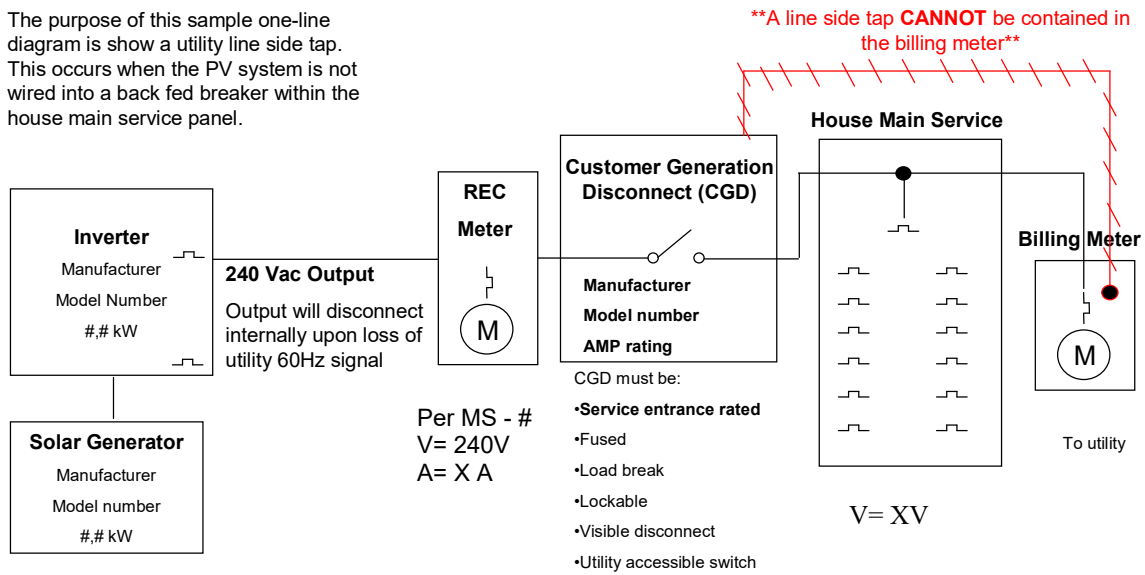 The purpose of this sample one-line
diagram is show a utility line side tap.
This occurs when the PV system is not
wired into a back fed breaker within the
house main service panel.
**A line side tap CANNOT be contained in
the billing meter**
Inverter
Manufacturer
Model Number
#,# kW
240 Vac Output
Output will disconnect
internally upon loss of
utility 60Hz signal
Solar Generator
Manufacturer
Model number
#,# kW
REC
Meter
M
Per MS - #
V= 240V
A= X A
Customer Generation
Disconnect (CGD)
Manufacturer
Model number
AMP rating
CGD must be:
•Service entrance rated
•Fused
•Load break
•Lockable
•Visible disconnect
•Utility accessible switch
House Main Service
V= XV
Billing Meter
M
To utility